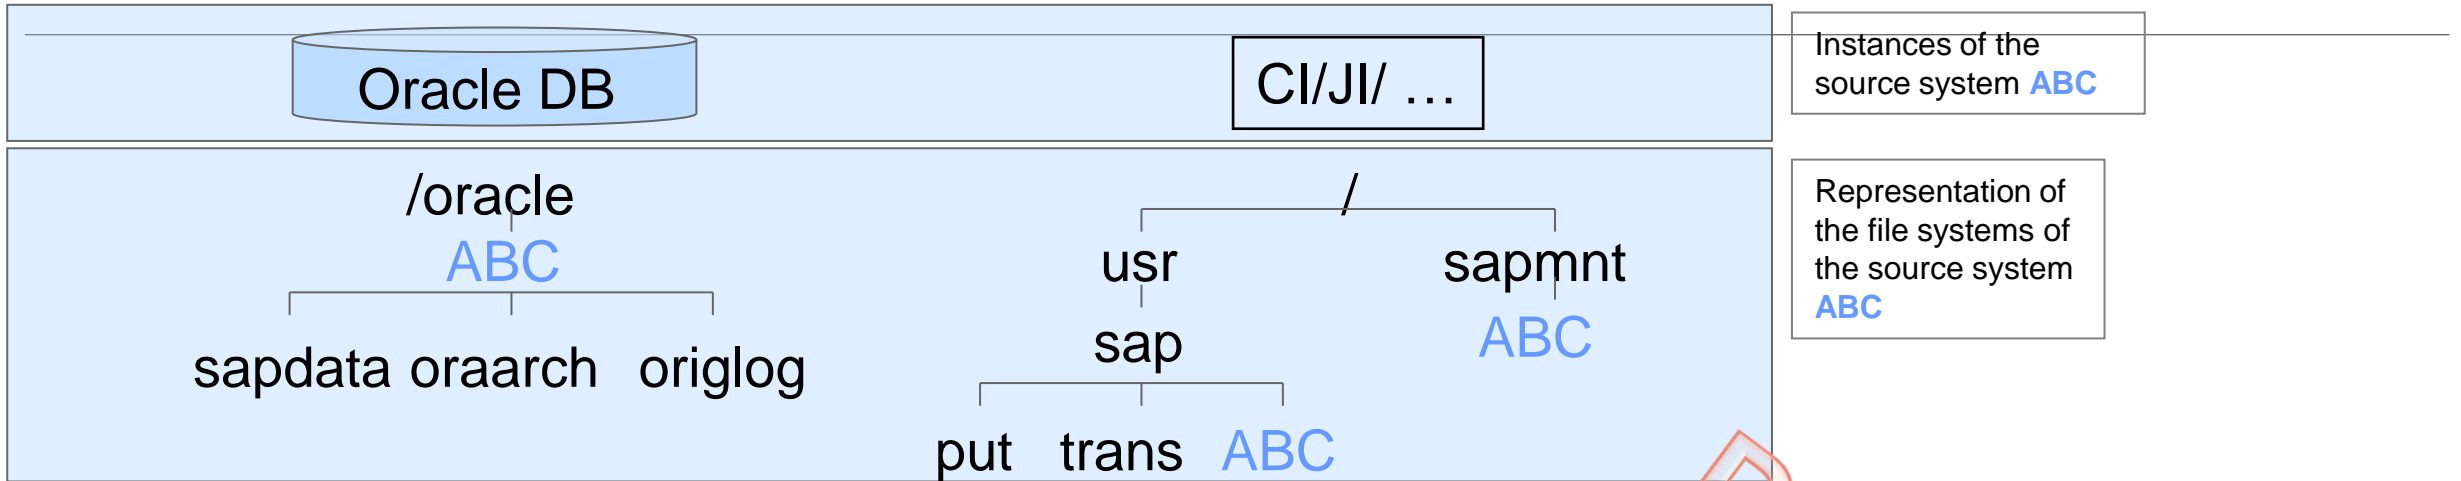 Oracle DB
CI/JI/ …
Instances of the
source system ABC
/oracle
/
ABC
usr
sapmnt
sapdata oraarch origlog
sap
ABC
put trans ABC
Representation of
the file systems of
the source system
ABC